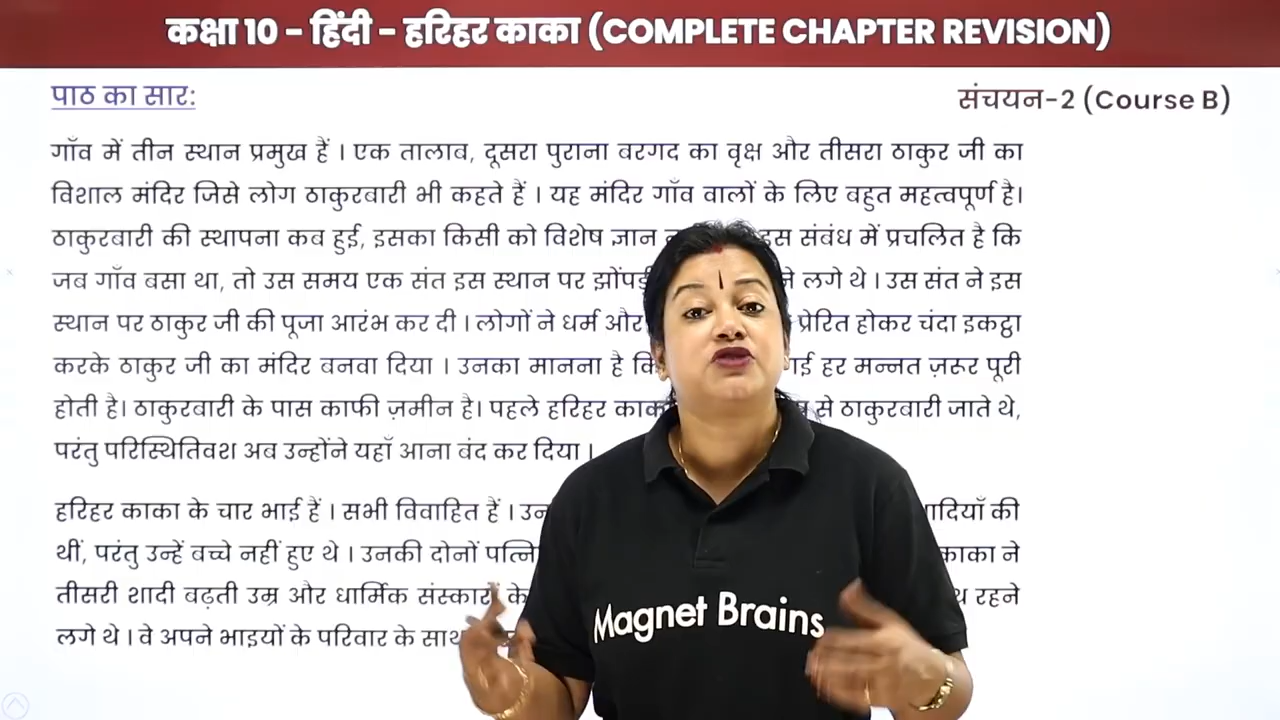 कक्षा 10 - हिंदी - हरिहर काका (COMPLETE CHAPTER REVISION)
पाठ का सार:
संचयन-2 (Course B)
गाँव में तीन स्थान प्रमुख हैं । एक तालाब, दूसरा पुराना बरगद का वृक्ष और तीसरा ठाकुर जी का
विशाल मंदिर जिसे लोग ठाकुरबारी भी कहते हैं । यह मंदिर गाँव वालों के लिए बहुत महत्वपूर्ण है।
ठाकुरबारी की स्थापना कब हुई, इसका किसी को विशेष ज्ञान इस संबंध में प्रचलित है कि
जब गाँव बसा था, तो उस समय एक संत इस स्थान पर लगे थे । उस संत ने इस
स्थान पर ठाकुर जी की पूजा आरंभ कर दी । लोगों ने धर्म और प्रेरित होकर चंदा इकट्ठा
करके ठाकुर जी का मंदिर बनवा दिया । उनका मानना है कि हर मन्नत ज़रूर पूरी
होती है। ठाकुरबारी के पास काफी ज़मीन है। पहले हरिहर काका से ठाकुरबारी जाते थे,
परंतु परिस्थितिवश अब उन्होंने यहाँ आना बंद कर दिया ।
हरिहर काका के चार भाई हैं । सभी विवाहित हैं । की
थीं, परंतु उन्हें बच्चे नहीं हुए थे । उनकी दोनों काका ने
तीसरी शादी बढ़ती उम्र और धार्मिक संस्कारों के रहने
लगे थे । वे अपने भाइयों के परिवार के साथ
Magnet Brains